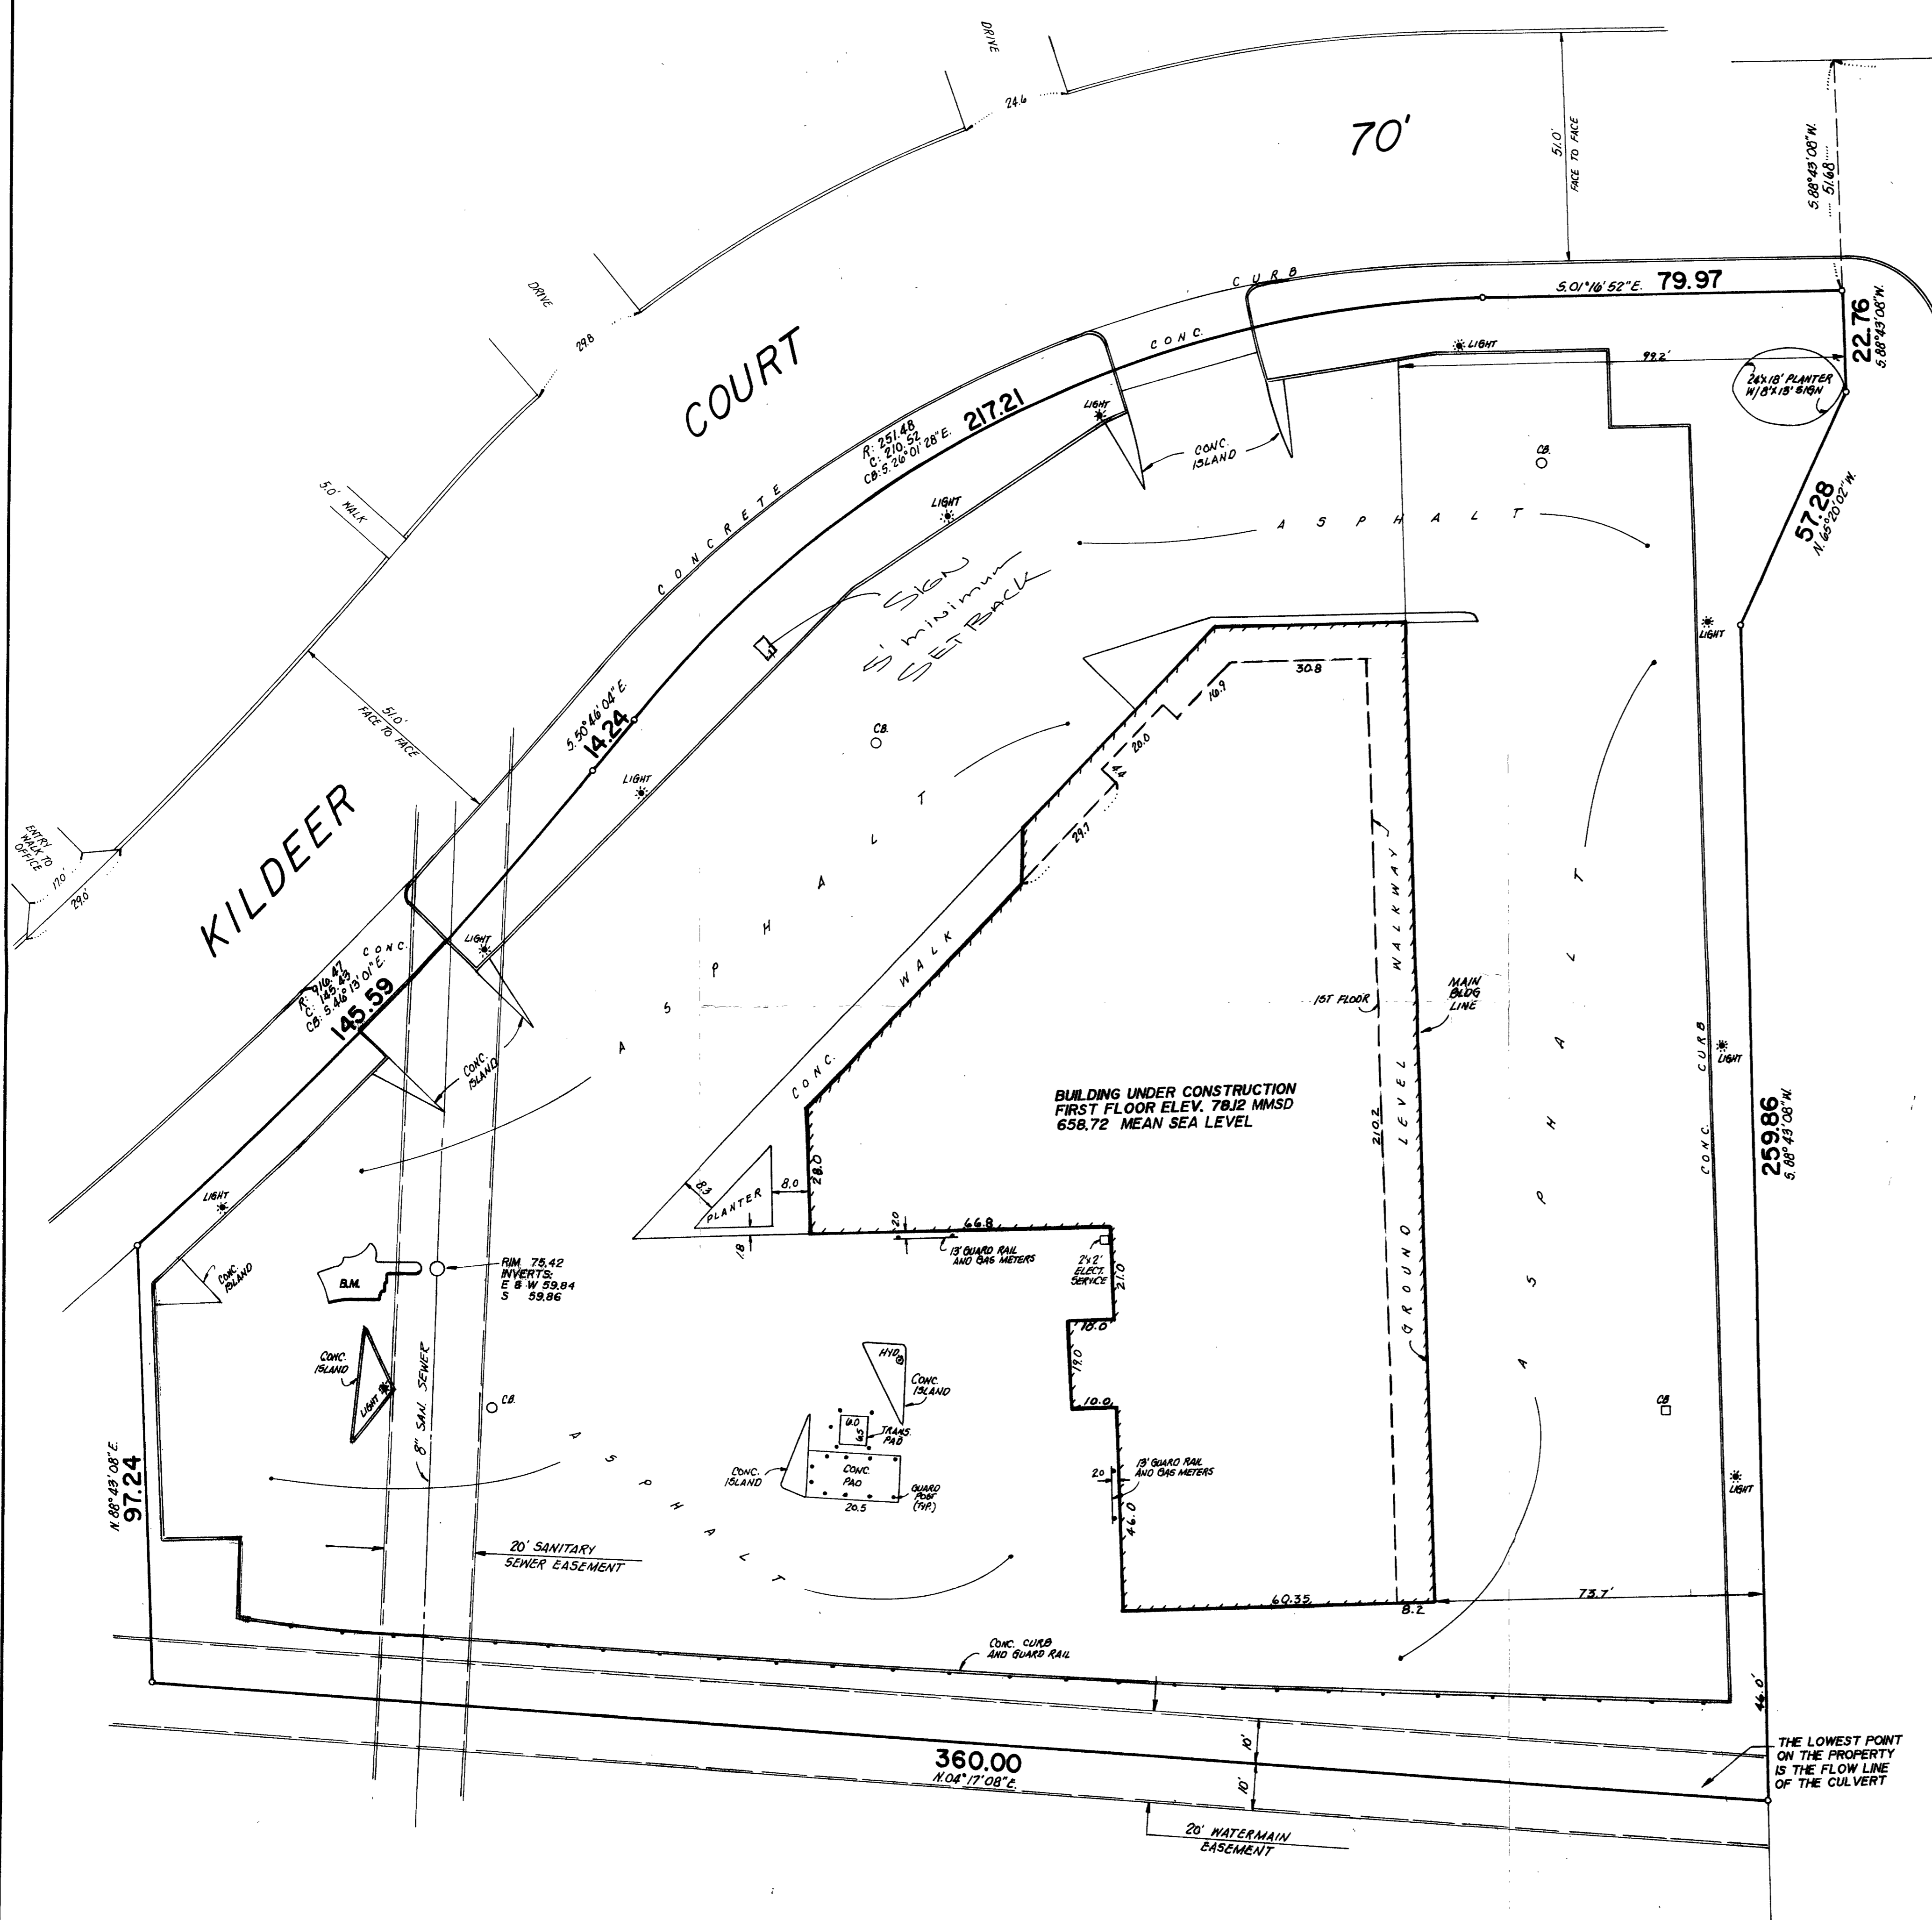 DRIVE
24.6
70'
51.0'
FACE TO FACE
S.88°43'08"W.
51.68
DRIVE
29.8
COURT
CURB
S.01°16'52"E. 79.97
22.76
S.88°43'08"W.
CONC.
LIGHT
99.2'
24'X18' PLANTER
W/8'X13' SIGN
R: 251.48
C: 210.52
CB: S.26°01'28"E.
217.21
LIGHT
CONC.
ISLAND
CB.
5.0' WALK
CONCRETE
LIGHT
ASPHALT
57.28
N.65°20'02"W.
SIGN
5' minimum
SET BACK
LIGHT
30.8
16.9
51.0'
FACE TO FACE
S.50°46'04"E.
14.24
CB.
20.0
4.4
LIGHT
29.7
ENTRY
WALK TO
OFFICE
17.0'
29.0'
KILDEER
ASPHALT
WALKWAY
ASPHALT
LIGHT
CONC.
R: 916.47
C: 145.43
CB: S.46°13'01"E.
145.59
CONC. WALK
1ST FLOOR
MAIN
BLDG
LINE
CONC. CURB
LIGHT
CONC.
ISLAND
BUILDING UNDER CONSTRUCTION
FIRST FLOOR ELEV. 78.12 MMSD
658.72 MEAN SEA LEVEL
210.2
GROUND LEVEL
259.86
S.88°43'08"W.
28.0
8.3
PLANTER
8.0
1.8
LIGHT
2.0
66.8
13' GUARD RAIL
AND GAS METERS
2'x2'
ELECT.
SERVICE
21.0
CONC.
ISLAND
B.M.
RIM 75.42
INVERTS:
E & W 59.84
S 59.86
10.0
19.0
10.0
CONC.
ISLAND
LIGHT
8" SAN. SEWER
CB.
HYD.
CONC.
ISLAND
6.0
6.5
TRANS.
PAD
CONC.
ISLAND
CONC.
PAD
20.5
GUARD
POST
(TYP.)
CB
2.0
13' GUARD RAIL
AND GAS METERS
46.0
LIGHT
N.88°43'08"E.
97.24
ASPHALT
20' SANITARY
SEWER EASEMENT
60.35
8.2
73.7'
CONC. CURB
AND GUARD RAIL
46.0'
10'
10'
360.00
N.04°17'08"E.
THE LOWEST POINT
ON THE PROPERTY
IS THE FLOW LINE
OF THE CULVERT
20' WATERMAIN
EASEMENT